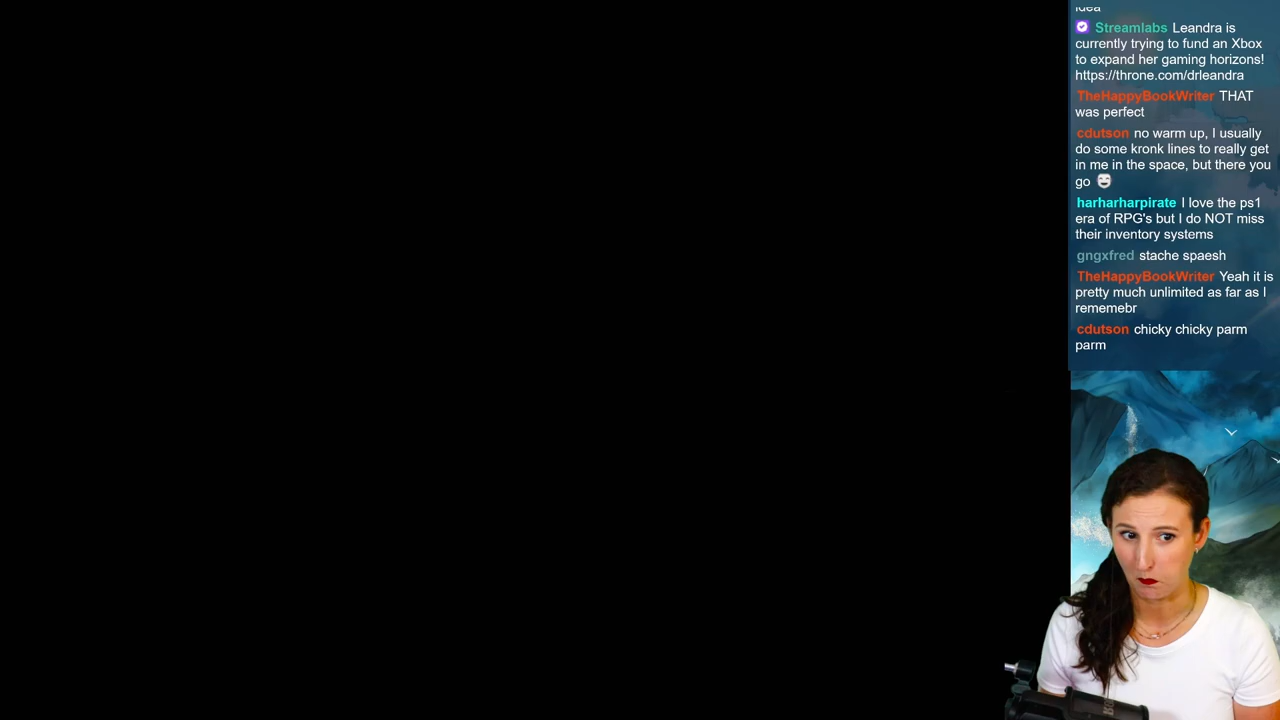 idea
Streamlabs Leandra is
currently trying to fund an Xbox
to expand her gaming horizons!
https://throne.com/drleandra
TheHappyBookWriter THAT
was perfect
cdutson no warm up, I usually
do some kronk lines to really get
in me in the space, but there you
go
harharharpirate I love the ps1
era of RPG's but I do NOT miss
their inventory systems
gngxfred stache spaesh
TheHappyBookWriter Yeah it is
pretty much unlimited as far as I
rememebr
cdutson chicky chicky parm
parm